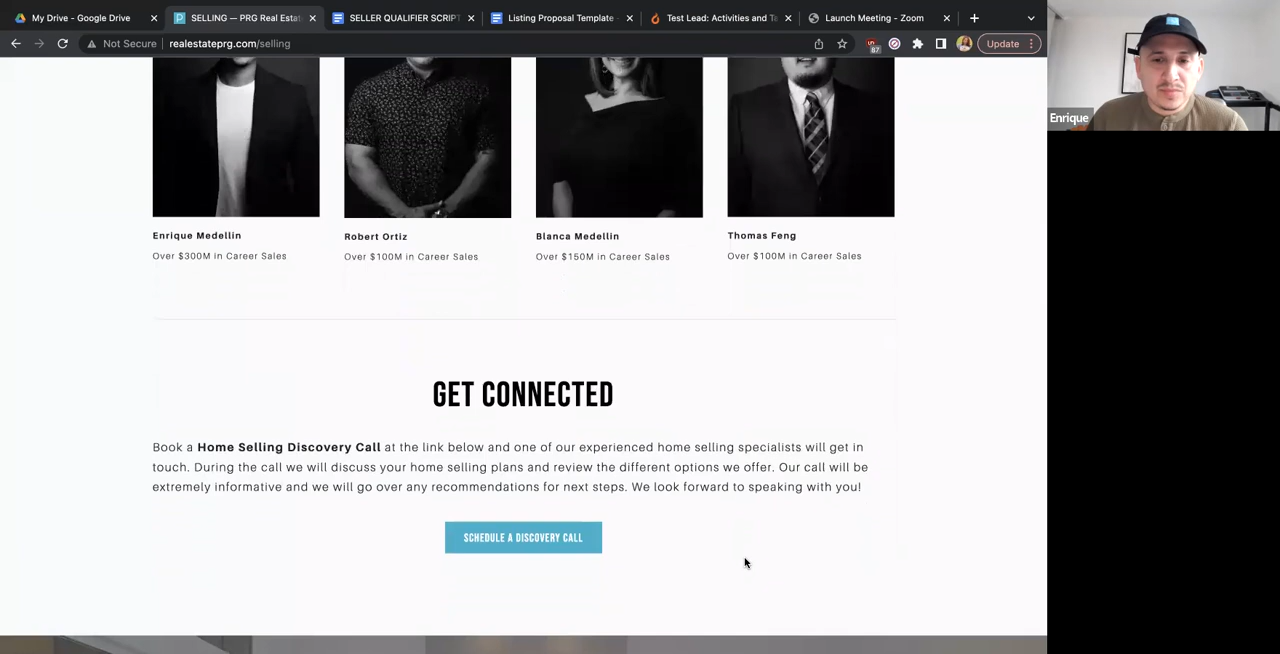 My Drive - Google Drive
SELLING — PRG Real Estat
SELLER QUALIFIER SCRIPT
Listing Proposal Template -
Test Lead: Activities and Ta
Launch Meeting - Zoom
Not Secure
realestateprg.com/selling
87
Update
Enrique
Enrique Medellin
Over $300M in Career Sales
Robert Ortiz
Over $100M in Career Sales
Blanca Medellin
Over $150M in Career Sales
Thomas Feng
Over $100M in Career Sales
GET CONNECTED
Book a Home Selling Discovery Call at the link below and one of our experienced home selling specialists will get in
touch. During the call we will discuss your home selling plans and review the different options we offer. Our call will be
extremely informative and we will go over any recommendations for next steps. We look forward to speaking with you!
SCHEDULE A DISCOVERY CALL